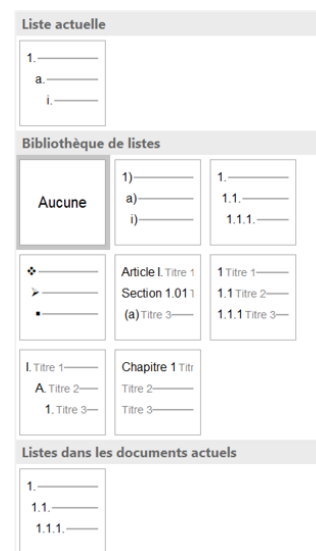 Liste actuelle
1.
a.
i.
Bibliothèque de listes
Aucune
1)
a)
i)
1.
1.1.
1.1.1.
❖
➢
▪
Article I. Titre 1
Section 1.01 T
(a) Titre 3
1 Titre 1
1.1 Titre 2
1.1.1 Titre 3
I. Titre 1
A. Titre 2
1. Titre 3
Chapitre 1 Titr
Titre 2
Titre 3
Listes dans les documents actuels
1.
1.1.
1.1.1.